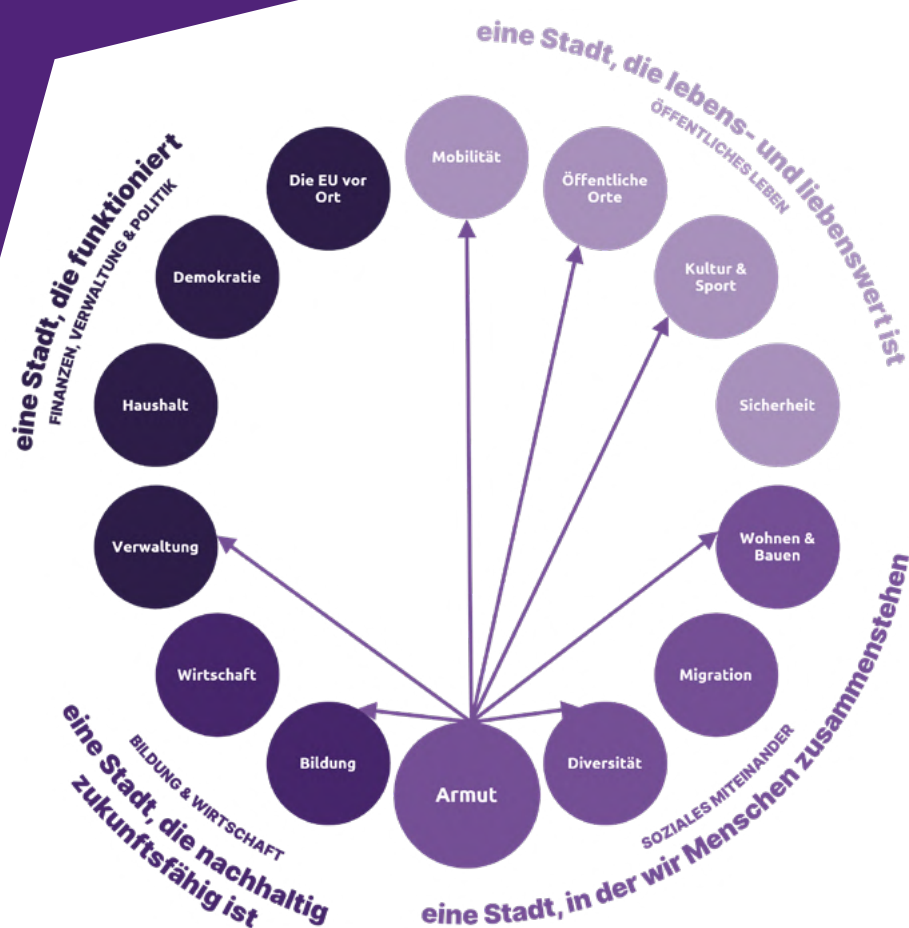 eine Stadt, die lebens- und liebenswert ist
ÖFFENTLICHES LEBEN
Mobilität
Öffentliche
Orte
Kultur &
Sport
Sicherheit
Wohnen &
Bauen
Migration
Diversität
Armut
SOZIALES MITEINANDER
eine Stadt, in der wir Menschen zusammenstehen
Bildung
Wirtschaft
BILDUNG & WIRTSCHAFT
eine Stadt, die nachhaltig
zukunftsfähig ist
Verwaltung
Haushalt
Demokratie
Die EU vor
Ort
FINANZEN, VERWALTUNG & POLITIK
eine Stadt, die funktioniert